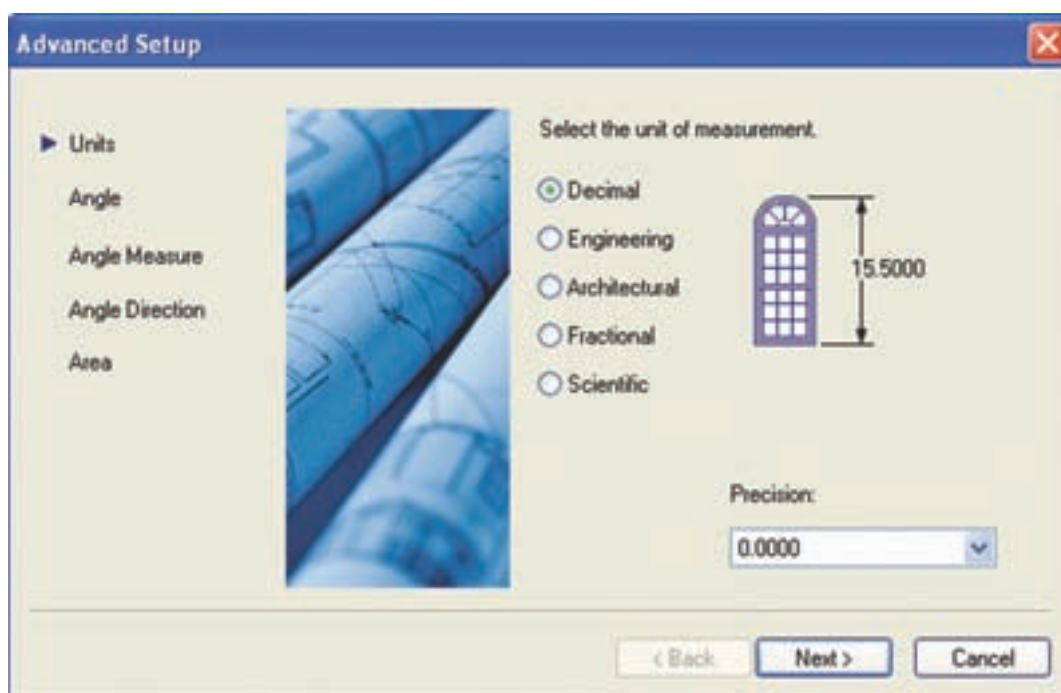 Advanced Setup
Units
Angle
Angle Measure
Angle Direction
Area
Select the unit of measurement.
Decimal
Engineering
Architectural
Fractional
Scientific
15.5000
Precision:
0.0000
< Back
Next >
Cancel